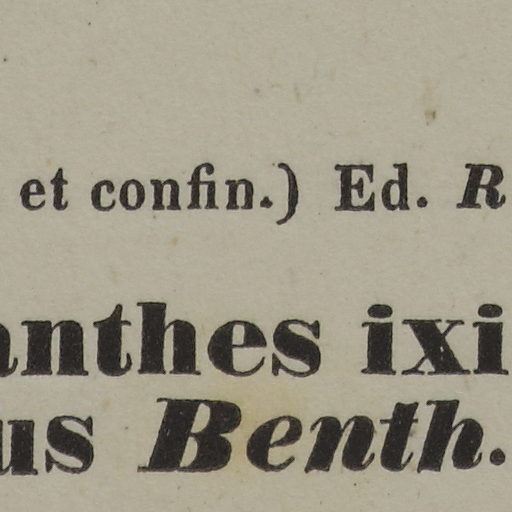 et confin.) Ed. R
anthes ixi
us Benth.